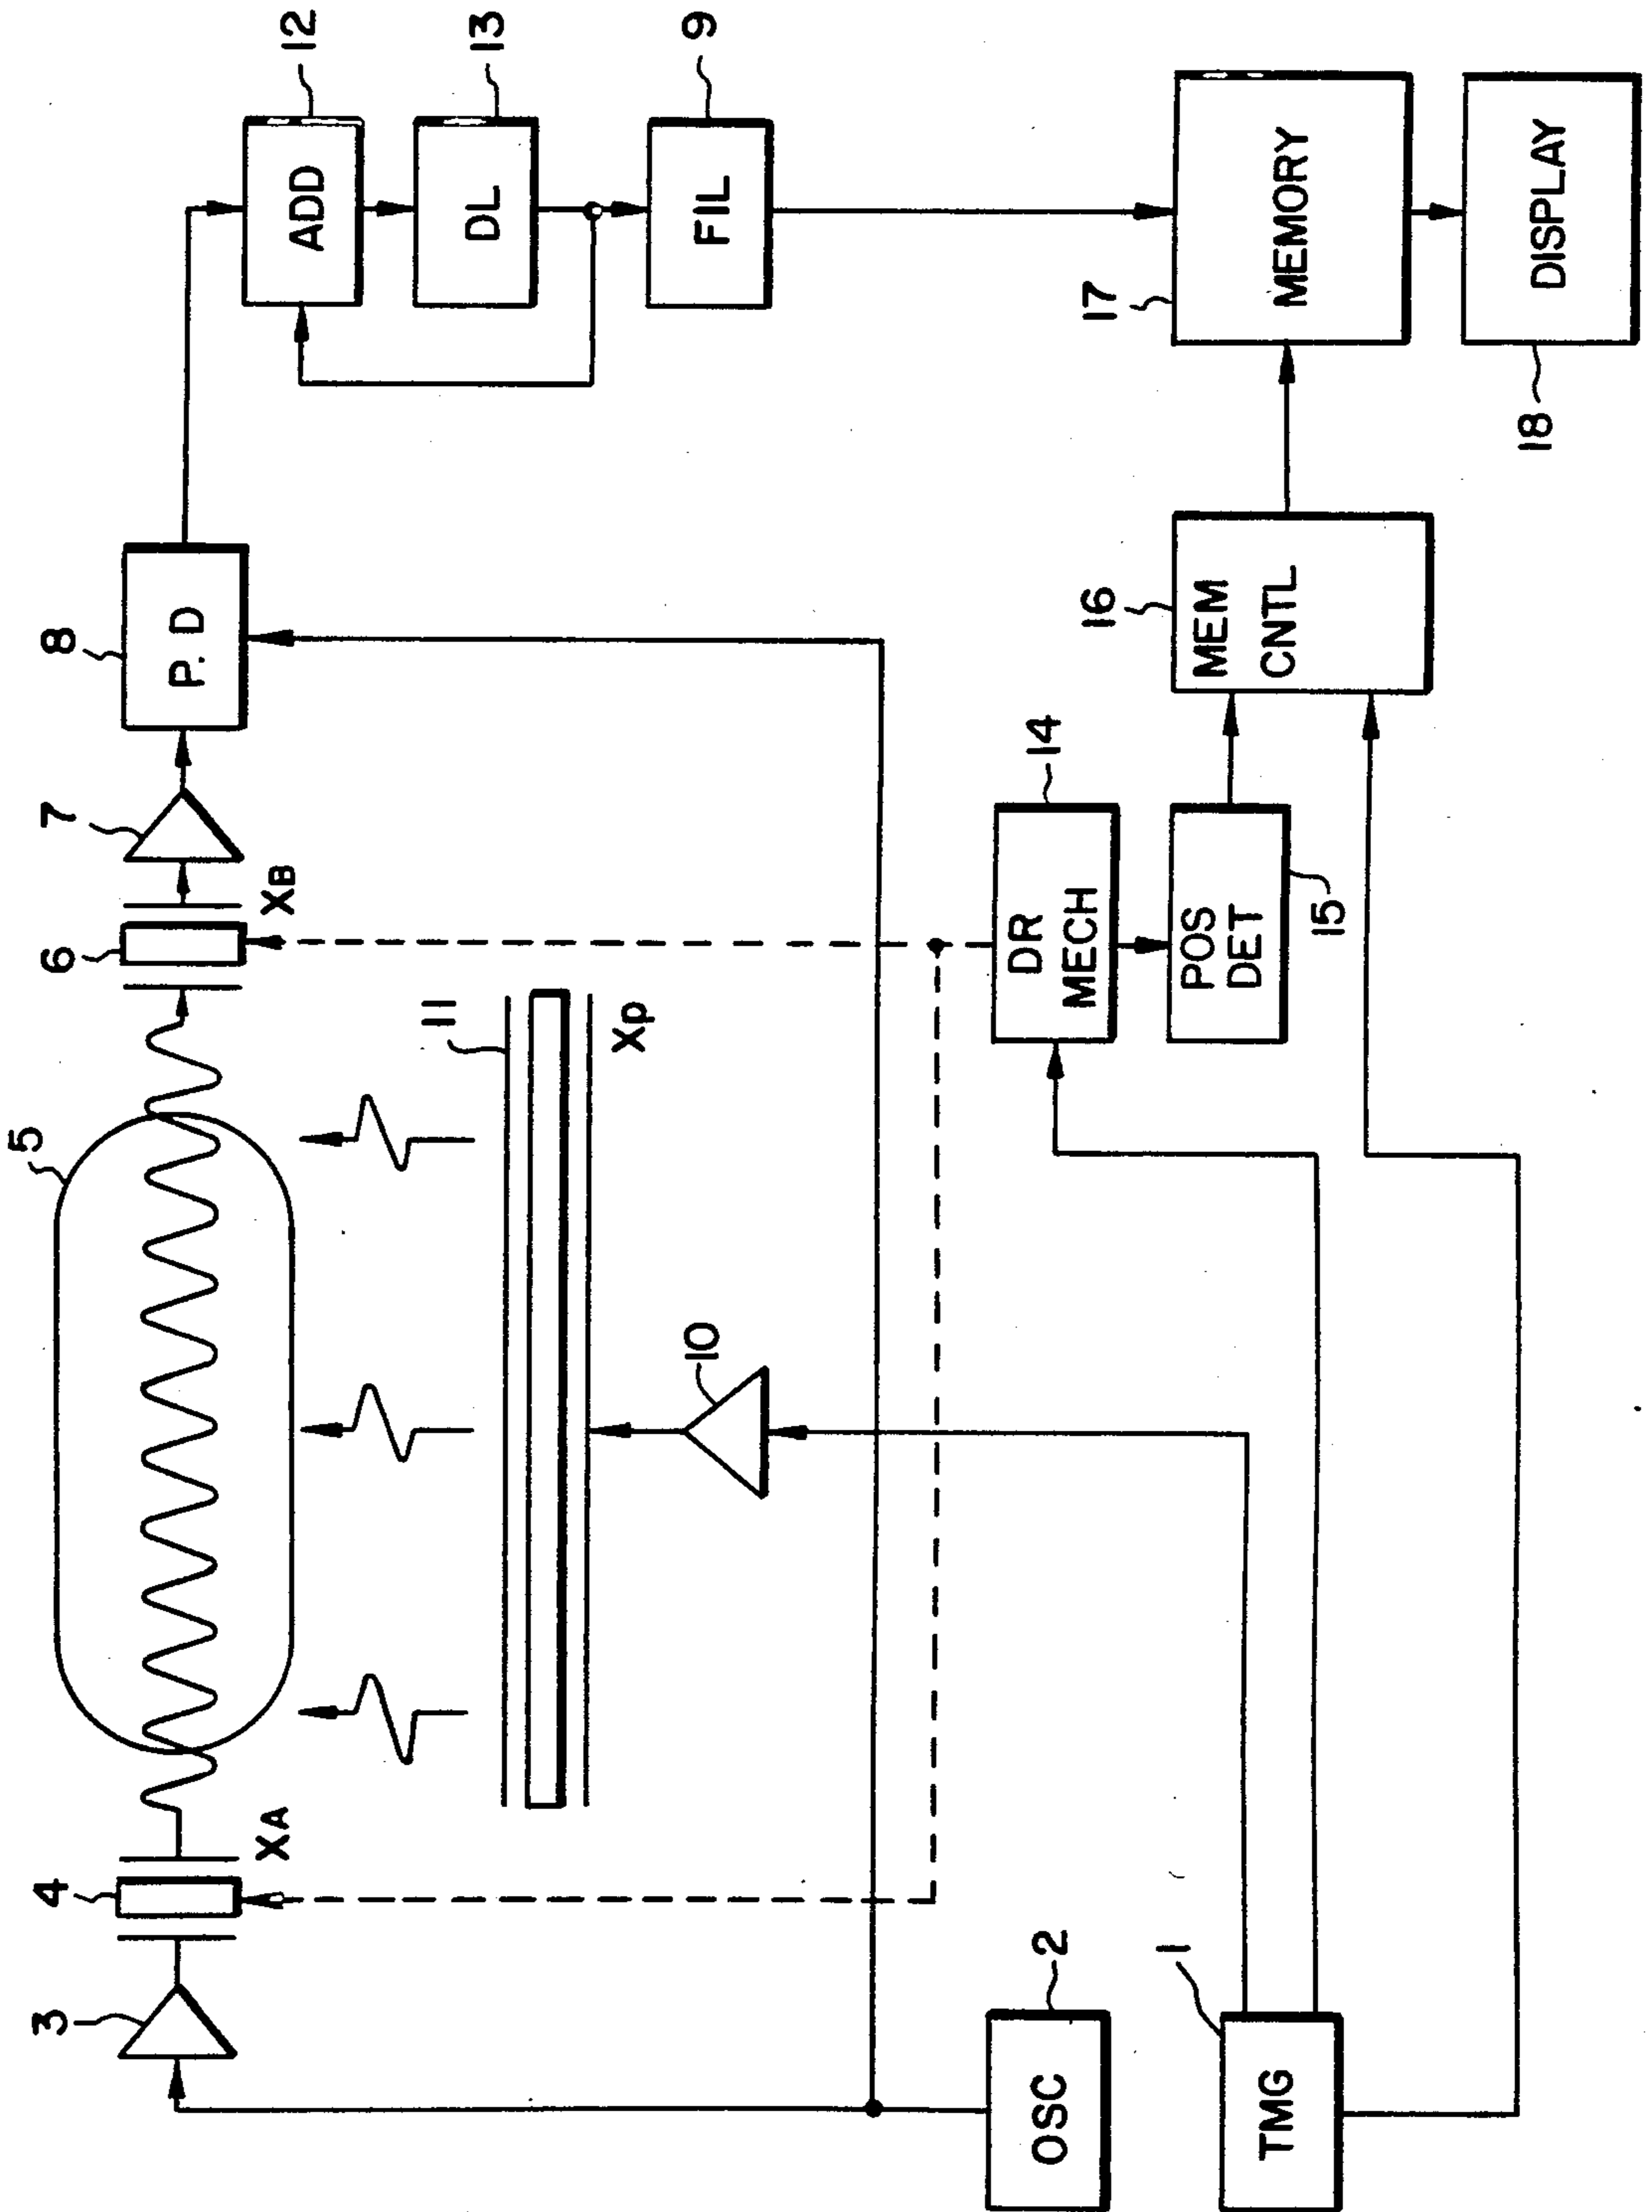 3
4
XA
5
6
XB
7
8
P. D
12
ADD
13
DL
9
FIL
11
Xp
10
2
OSC
1
TMG
14
DR
MECH
15
POS
DET
16
MEM
CNTL
17
MEMORY
18
DISPLAY